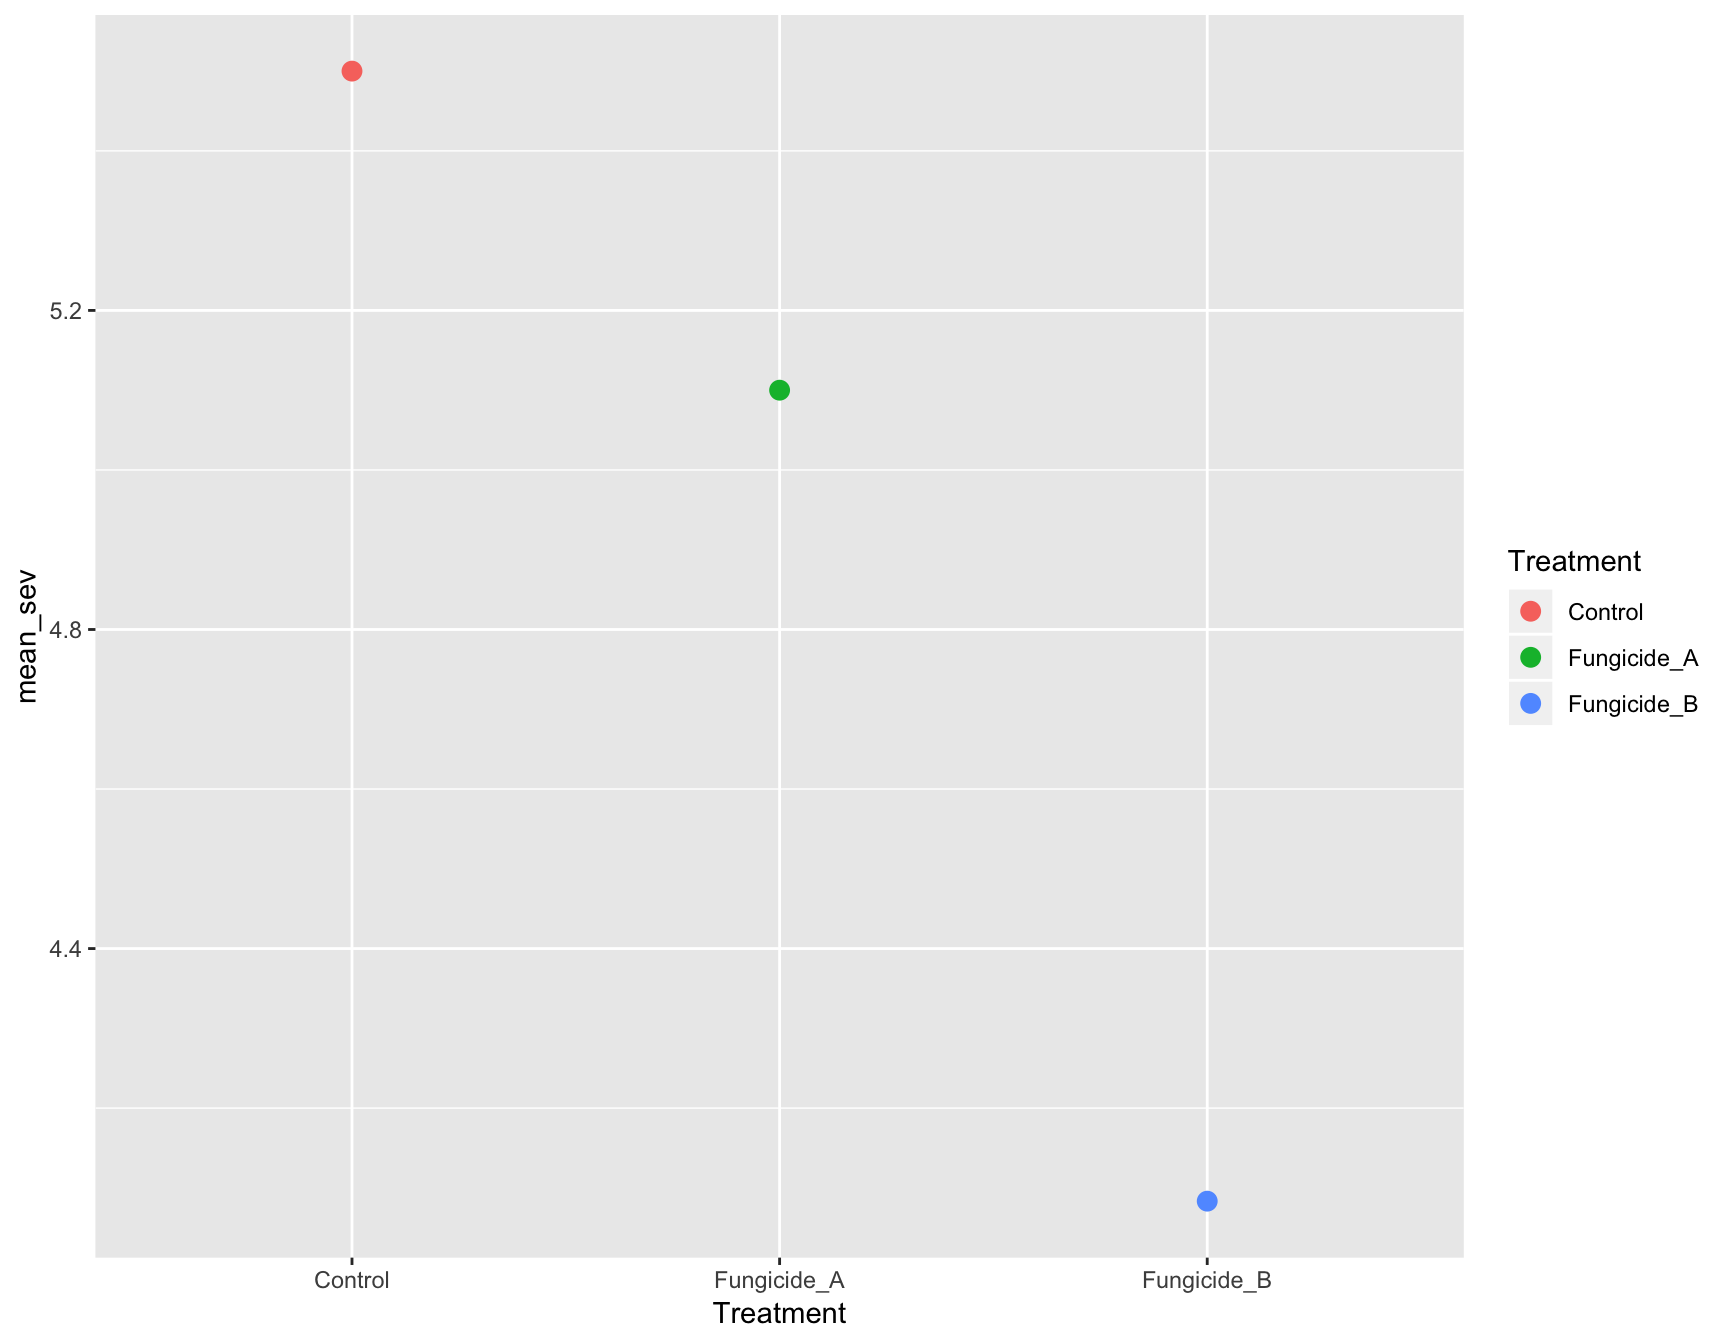 mean_sev
5.2
4.8
4.4
Control
Fungicide_A
Fungicide_B
Treatment
Treatment
Control
Fungicide_A
Fungicide_B